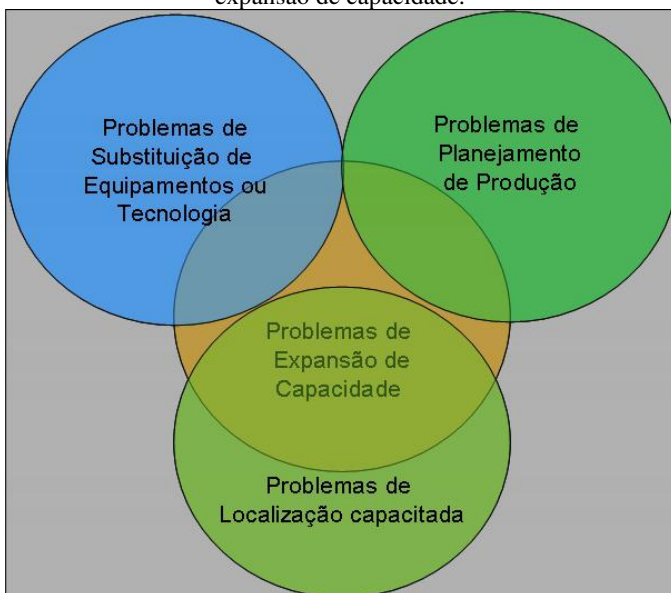 expansão de capacidade.
Problemas de
Substituição de
Equipamentos ou
Tecnologia
Problemas de
Planejamento
de Produção
Problemas de
Expansão de
Capacidade
Problemas de
Localização capacitada